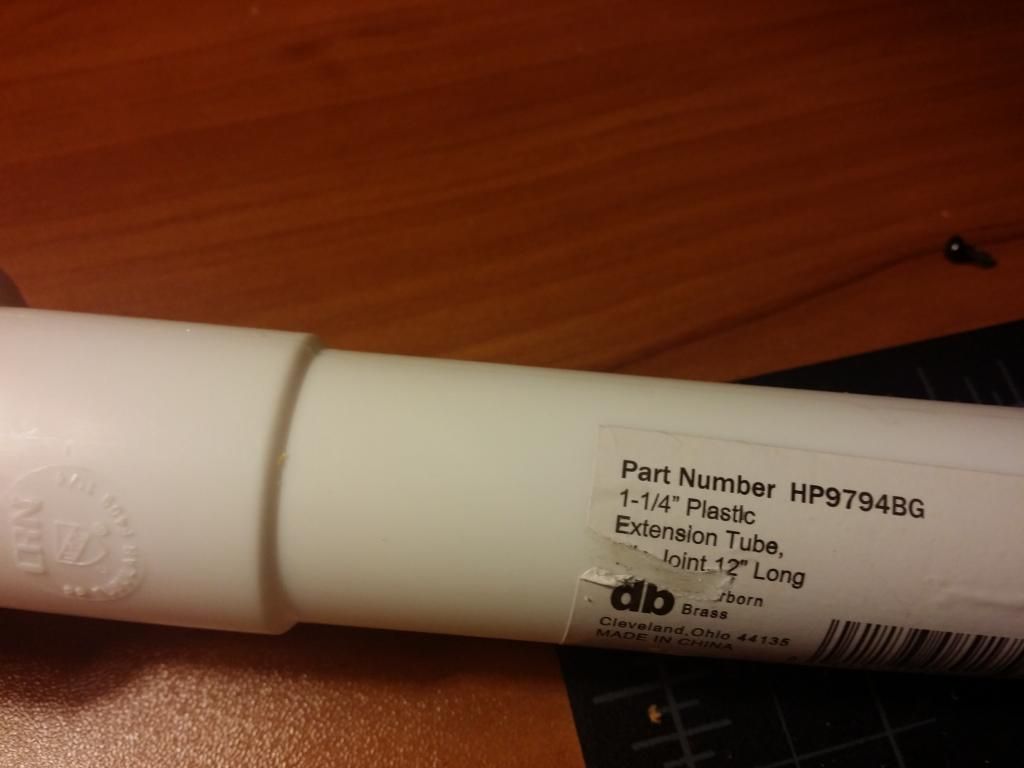 Part Number HP9794BG
1-1/4" Plastic
Extension Tube,
Joint 12" Long
db
Brass
Cleveland, Ohio 44135
MADE IN CHINA